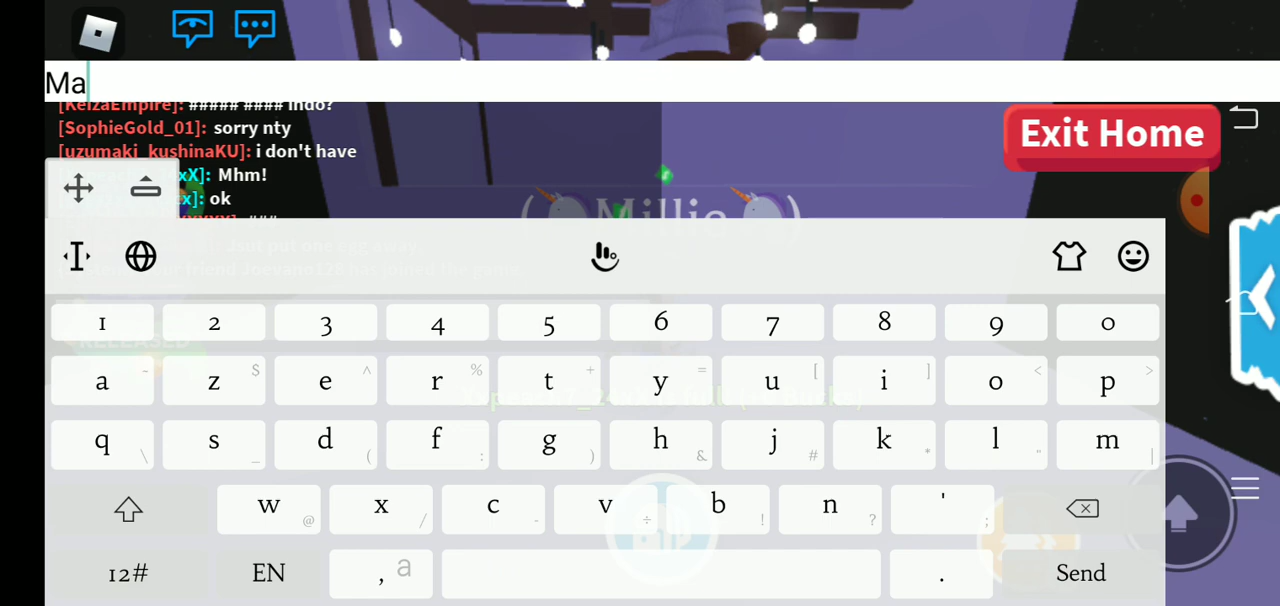 Ma
[KeizaEmpire]: ##### #### indo?
[SophieGold_01]: sorry nty
[uzumaki_kushinaKU]: i don't have
xX]: Mhm!
x]: ok
Exit Home
Millie
RELEASED
1 2 3 4 5 6 7 8 9 0
a - z $ e ^ r % t + y = u [ i ] o < p >
q \ s _ d ( f : g ) h & j # k * l " m |
w @ x / c - v ÷ b ! n ? ' ;
12# EN , a . Send